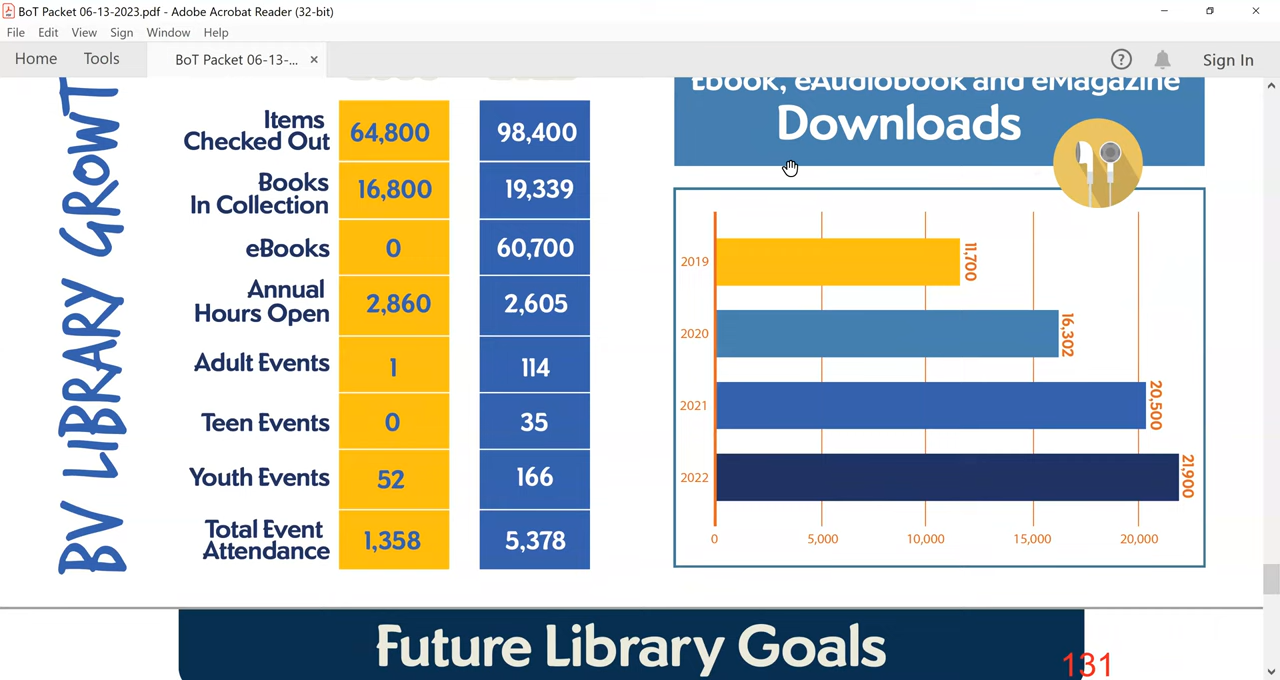 BoT Packet 06-13-2023.pdf - Adobe Acrobat Reader (32-bit)
File Edit View Sign Window Help
Home Tools BoT Packet 06-13-... × ? Sign In
BV LIBRARY GROWT
Items
Checked Out 64,800 98,400
Books
In Collection 16,800 19,339
eBooks 0 60,700
Annual
Hours Open 2,860 2,605
Adult Events 1 114
Teen Events 0 35
Youth Events 52 166
Total Event
Attendance 1,358 5,378
Ebook, eAudiobook and eMagazine
Downloads
2019 11,700
2020 16,302
2021 20,500
2022 21,900
0 5,000 10,000 15,000 20,000
Future Library Goals
131